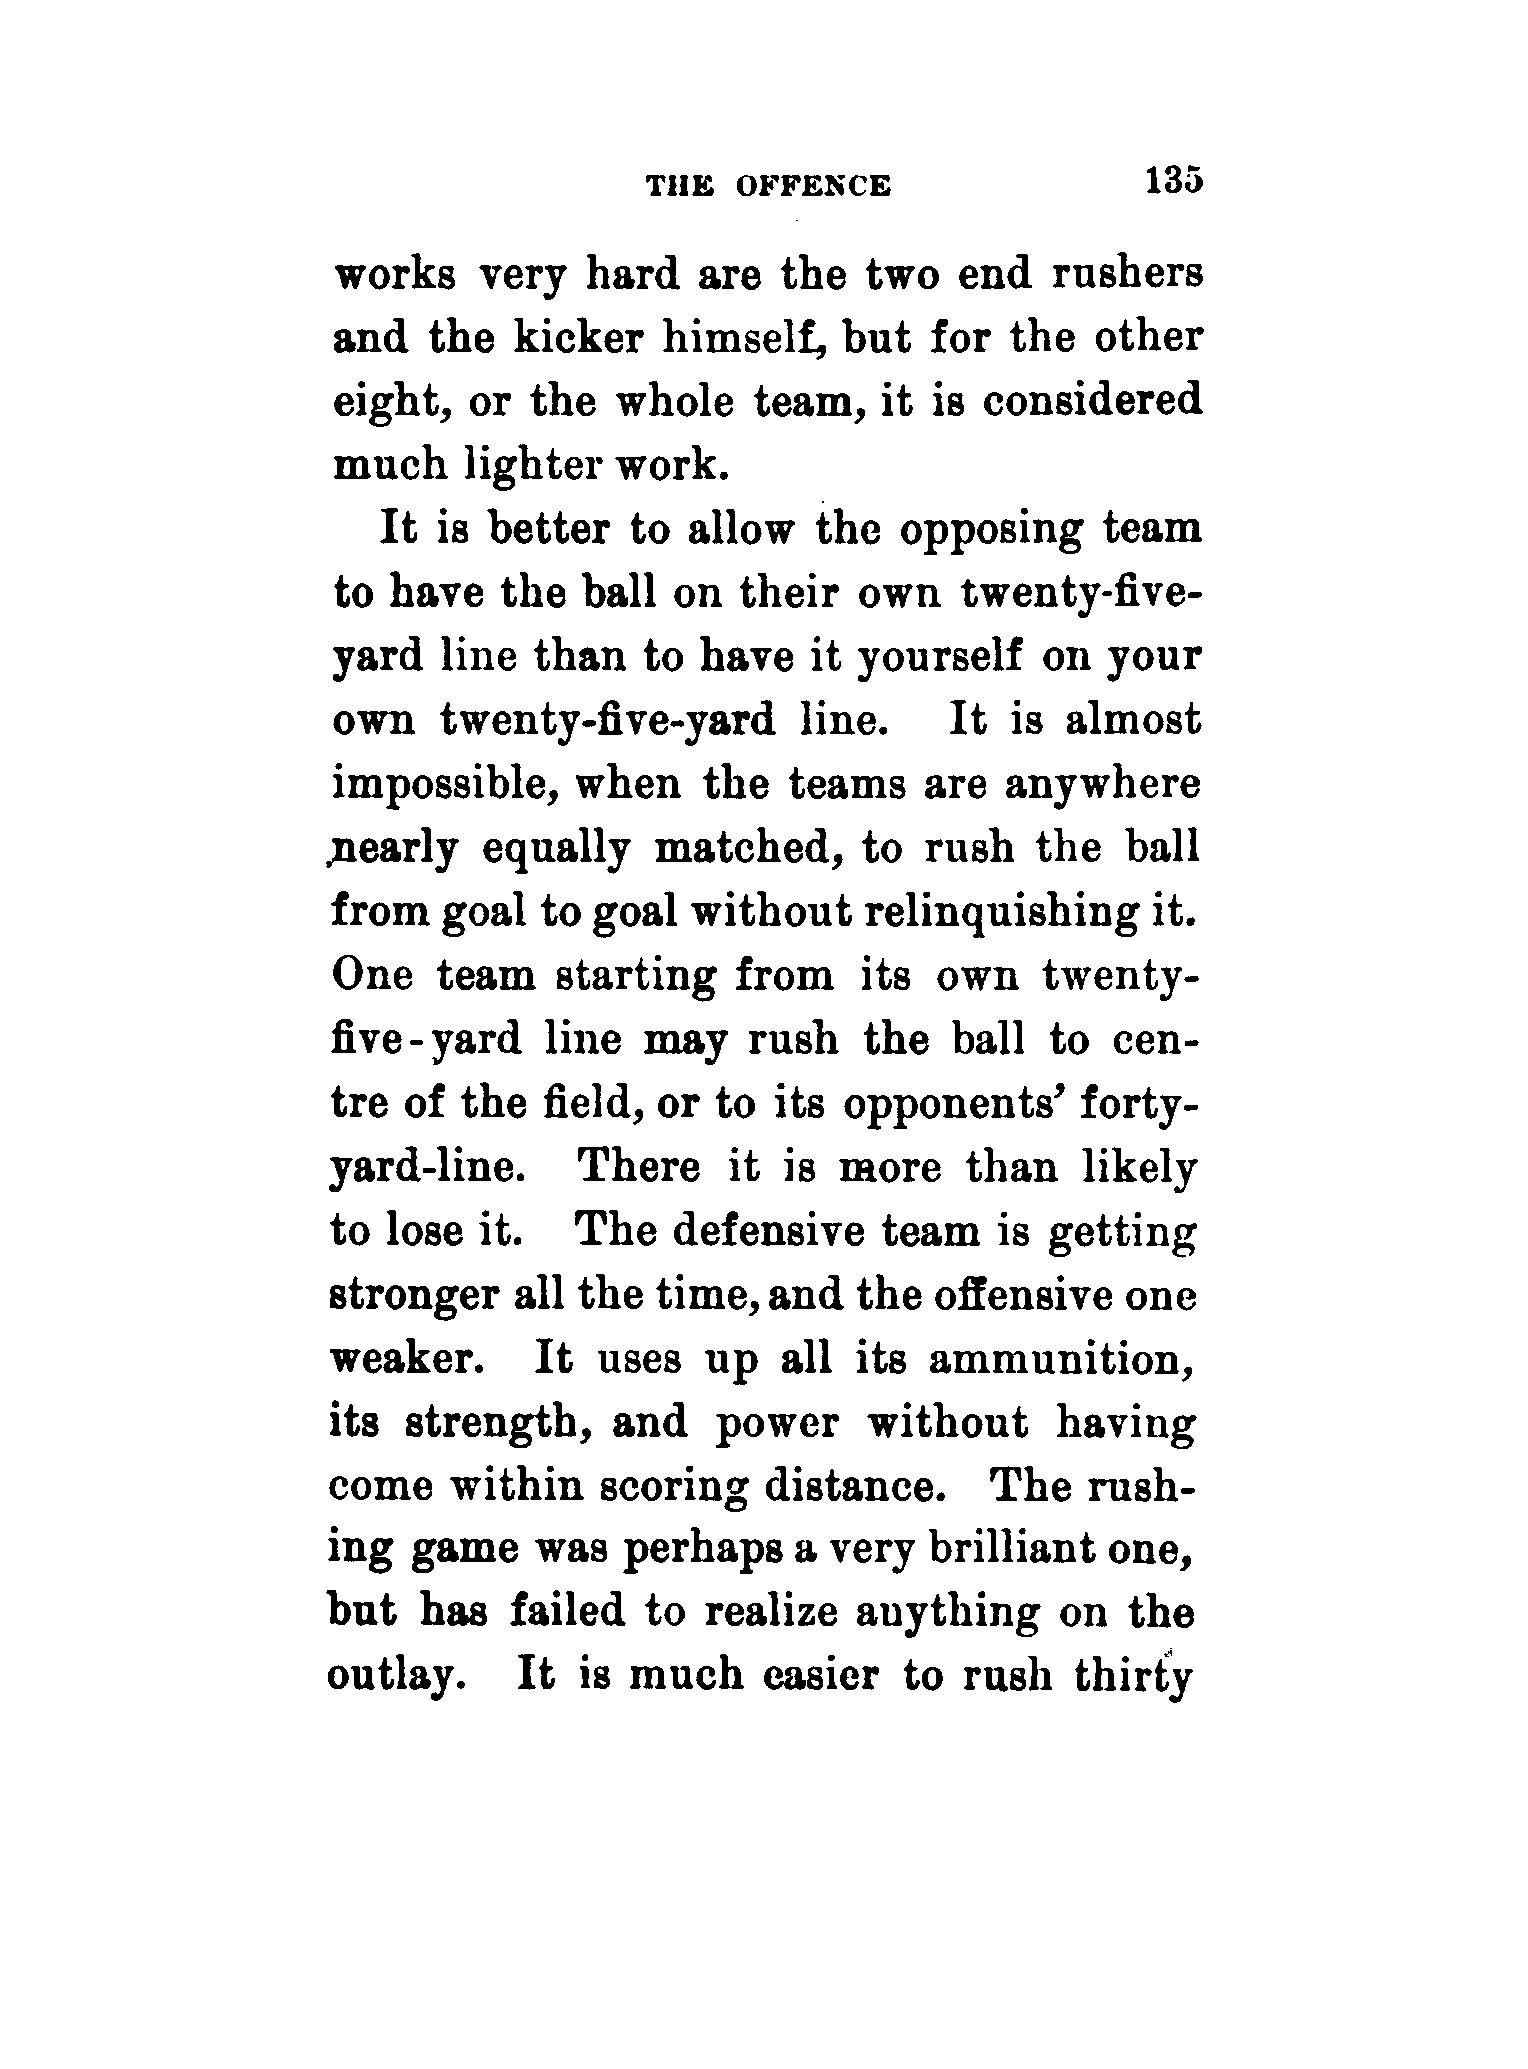 THE OFFENCE 135
works very hard are the two end rushers
and the kicker himself, but for the other
eight, or the whole team, it is considered
much lighter work.
It is better to allow the opposing team
to have the ball on their own twenty-five-
yard line than to have it yourself on your
own twenty-five-yard line. It is almost
impossible, when the teams are anywhere
nearly equally matched, to rush the ball
from goal to goal without relinquishing it.
One team starting from its own twenty-
five-yard line may rush the ball to cen-
tre of the field, or to its opponents' forty-
yard-line. There it is more than likely
to lose it. The defensive team is getting
stronger all the time, and the offensive one
weaker. It uses up all its ammunition,
its strength, and power without having
come within scoring distance. The rush-
ing game was perhaps a very brilliant one,
but has failed to realize anything on the
outlay. It is much easier to rush thirty